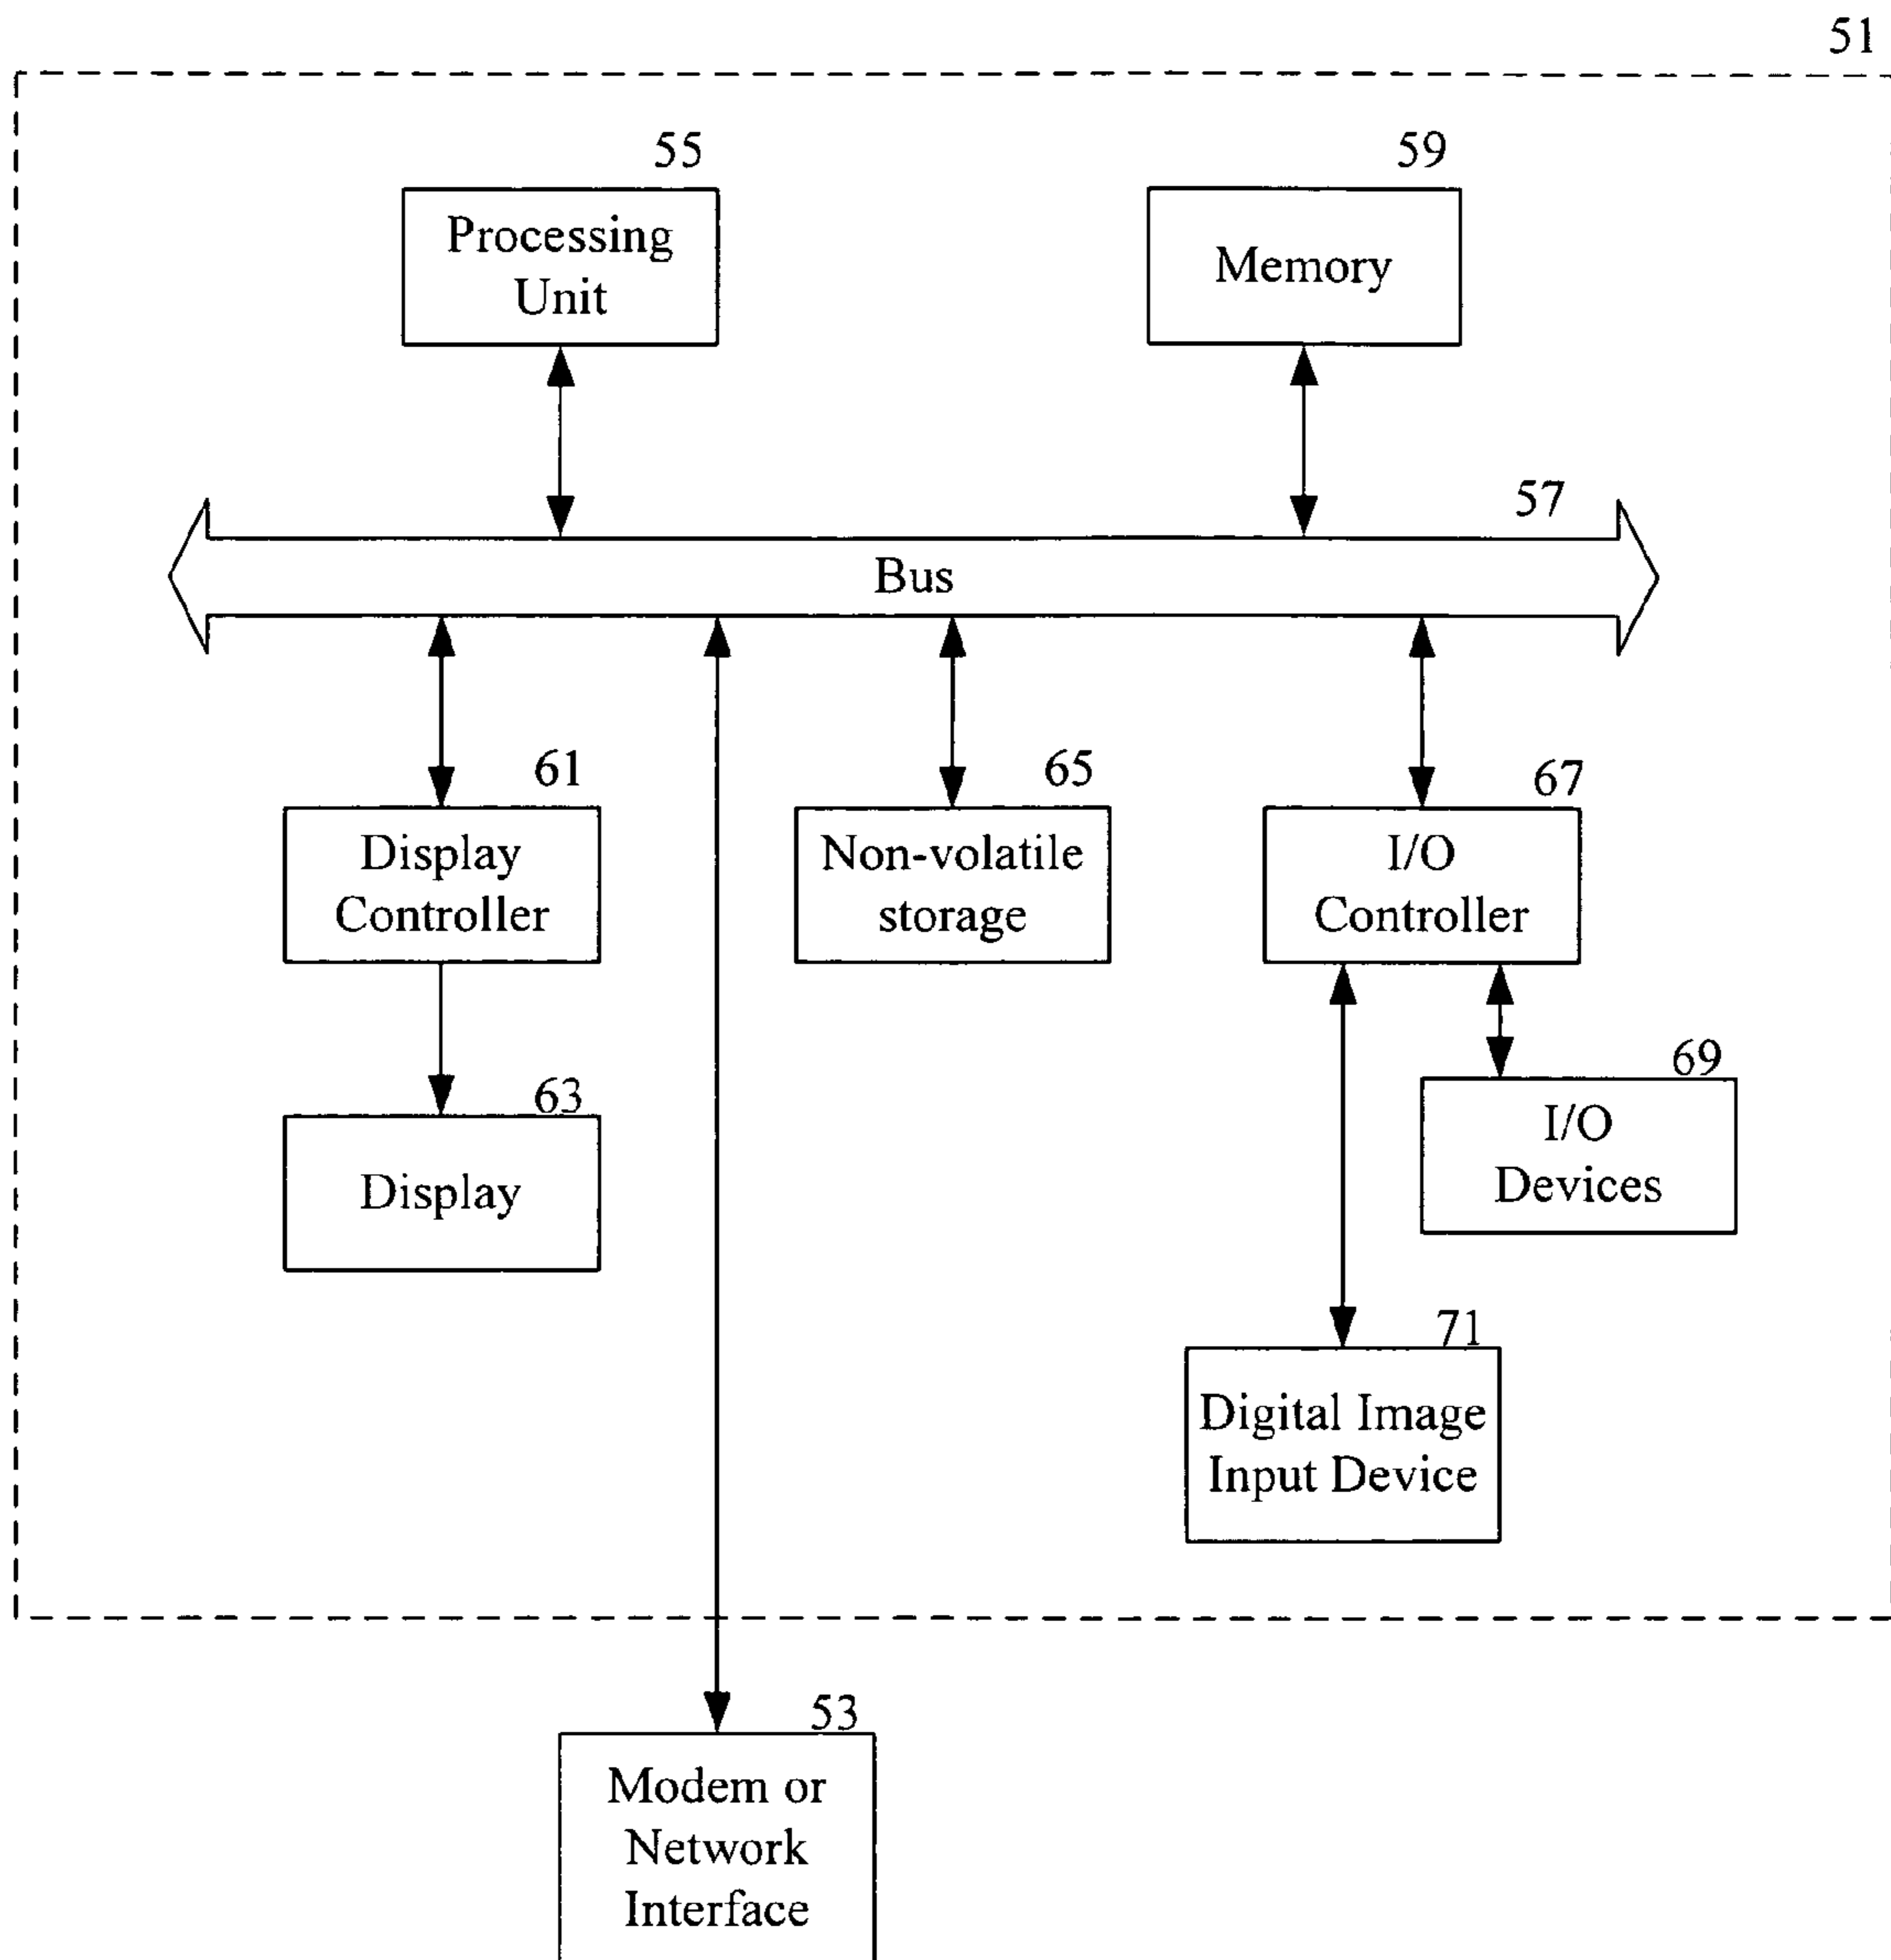 51
55
Processing
Unit
59
Memory
57
Bus
61
Display
Controller
65
Non-volatile
storage
67
I/O
Controller
63
Display
69
I/O
Devices
71
Digital Image
Input Device
53
Modem or
Network
Interface